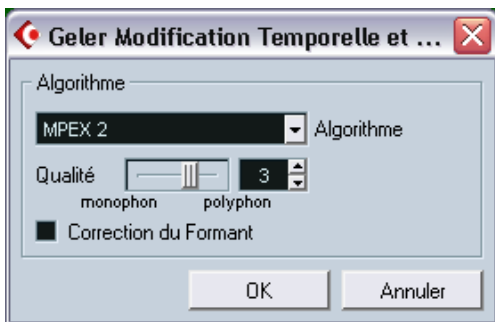 Geler Modification Temporelle et ...
Algorithme
MPEX 2 Algorithme
Qualité 3
monophon polyphon
Correction du Formant
OK Annuler